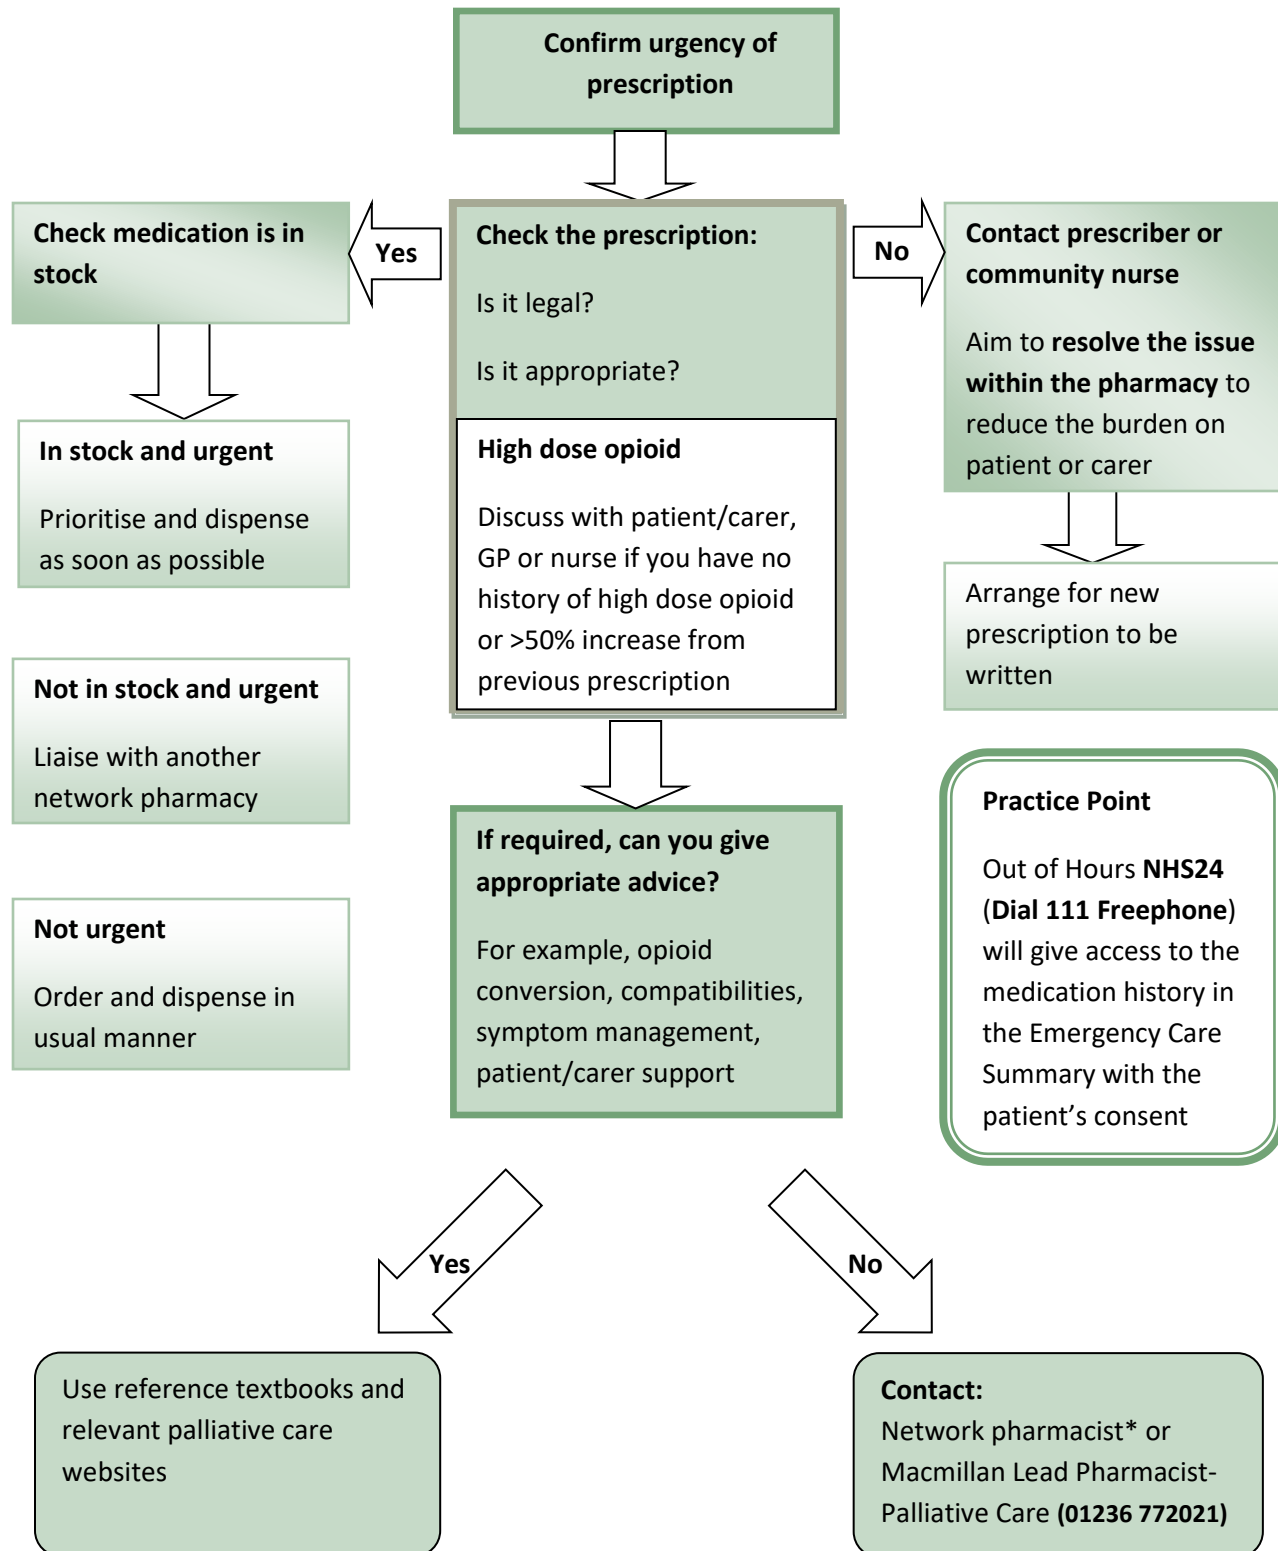 Confirm urgency of
prescription
Check medication is in
stock
Yes
Check the prescription:
Is it legal?
Is it appropriate?
No
Contact prescriber or
community nurse
Aim to resolve the issue
within the pharmacy to
reduce the burden on
patient or carer
In stock and urgent
Prioritise and dispense
as soon as possible
High dose opioid
Discuss with patient/carer,
GP or nurse if you have no
history of high dose opioid
or >50% increase from
previous prescription
Arrange for new
prescription to be
written
Not in stock and urgent
Liaise with another
network pharmacy
Not urgent
Order and dispense in
usual manner
If required, can you give
appropriate advice?
For example, opioid
conversion, compatibilities,
symptom management,
patient/carer support
Practice Point
Out of Hours NHS24
(Dial 111 Freephone)
will give access to the
medication history in
the Emergency Care
Summary with the
patient’s consent
Yes
No
Use reference textbooks and
relevant palliative care
websites
Contact:
Network pharmacist* or
Macmillan Lead Pharmacist-
Palliative Care (01236 772021)